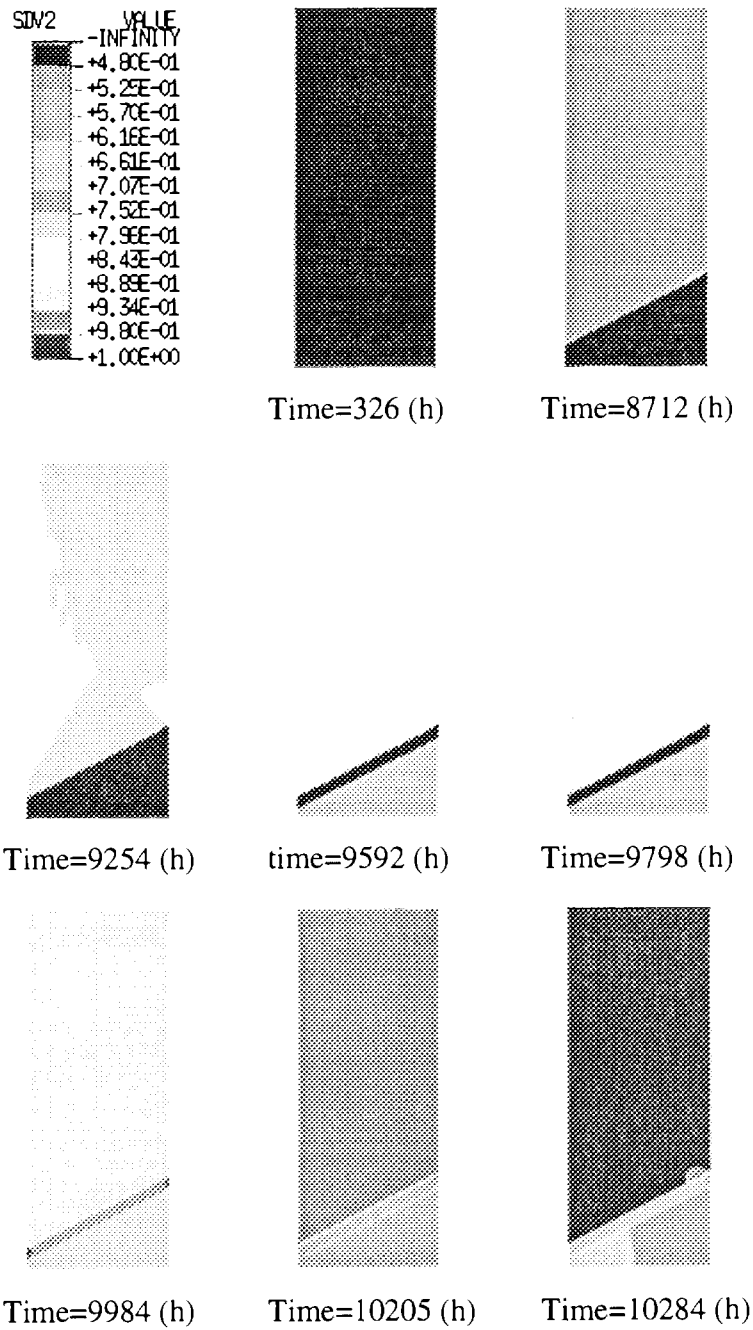 SDV2 VALUE
-INFINITY
+4.80E-01
+5.25E-01
+5.70E-01
+6.16E-01
+6.61E-01
+7.07E-01
+7.52E-01
+7.98E-01
+8.43E-01
+8.89E-01
+9.34E-01
+9.80E-01
+1.00E+00
Time=326 (h)
Time=8712 (h)
Time=9254 (h)
time=9592 (h)
Time=9798 (h)
Time=9984 (h)
Time=10205 (h)
Time=10284 (h)